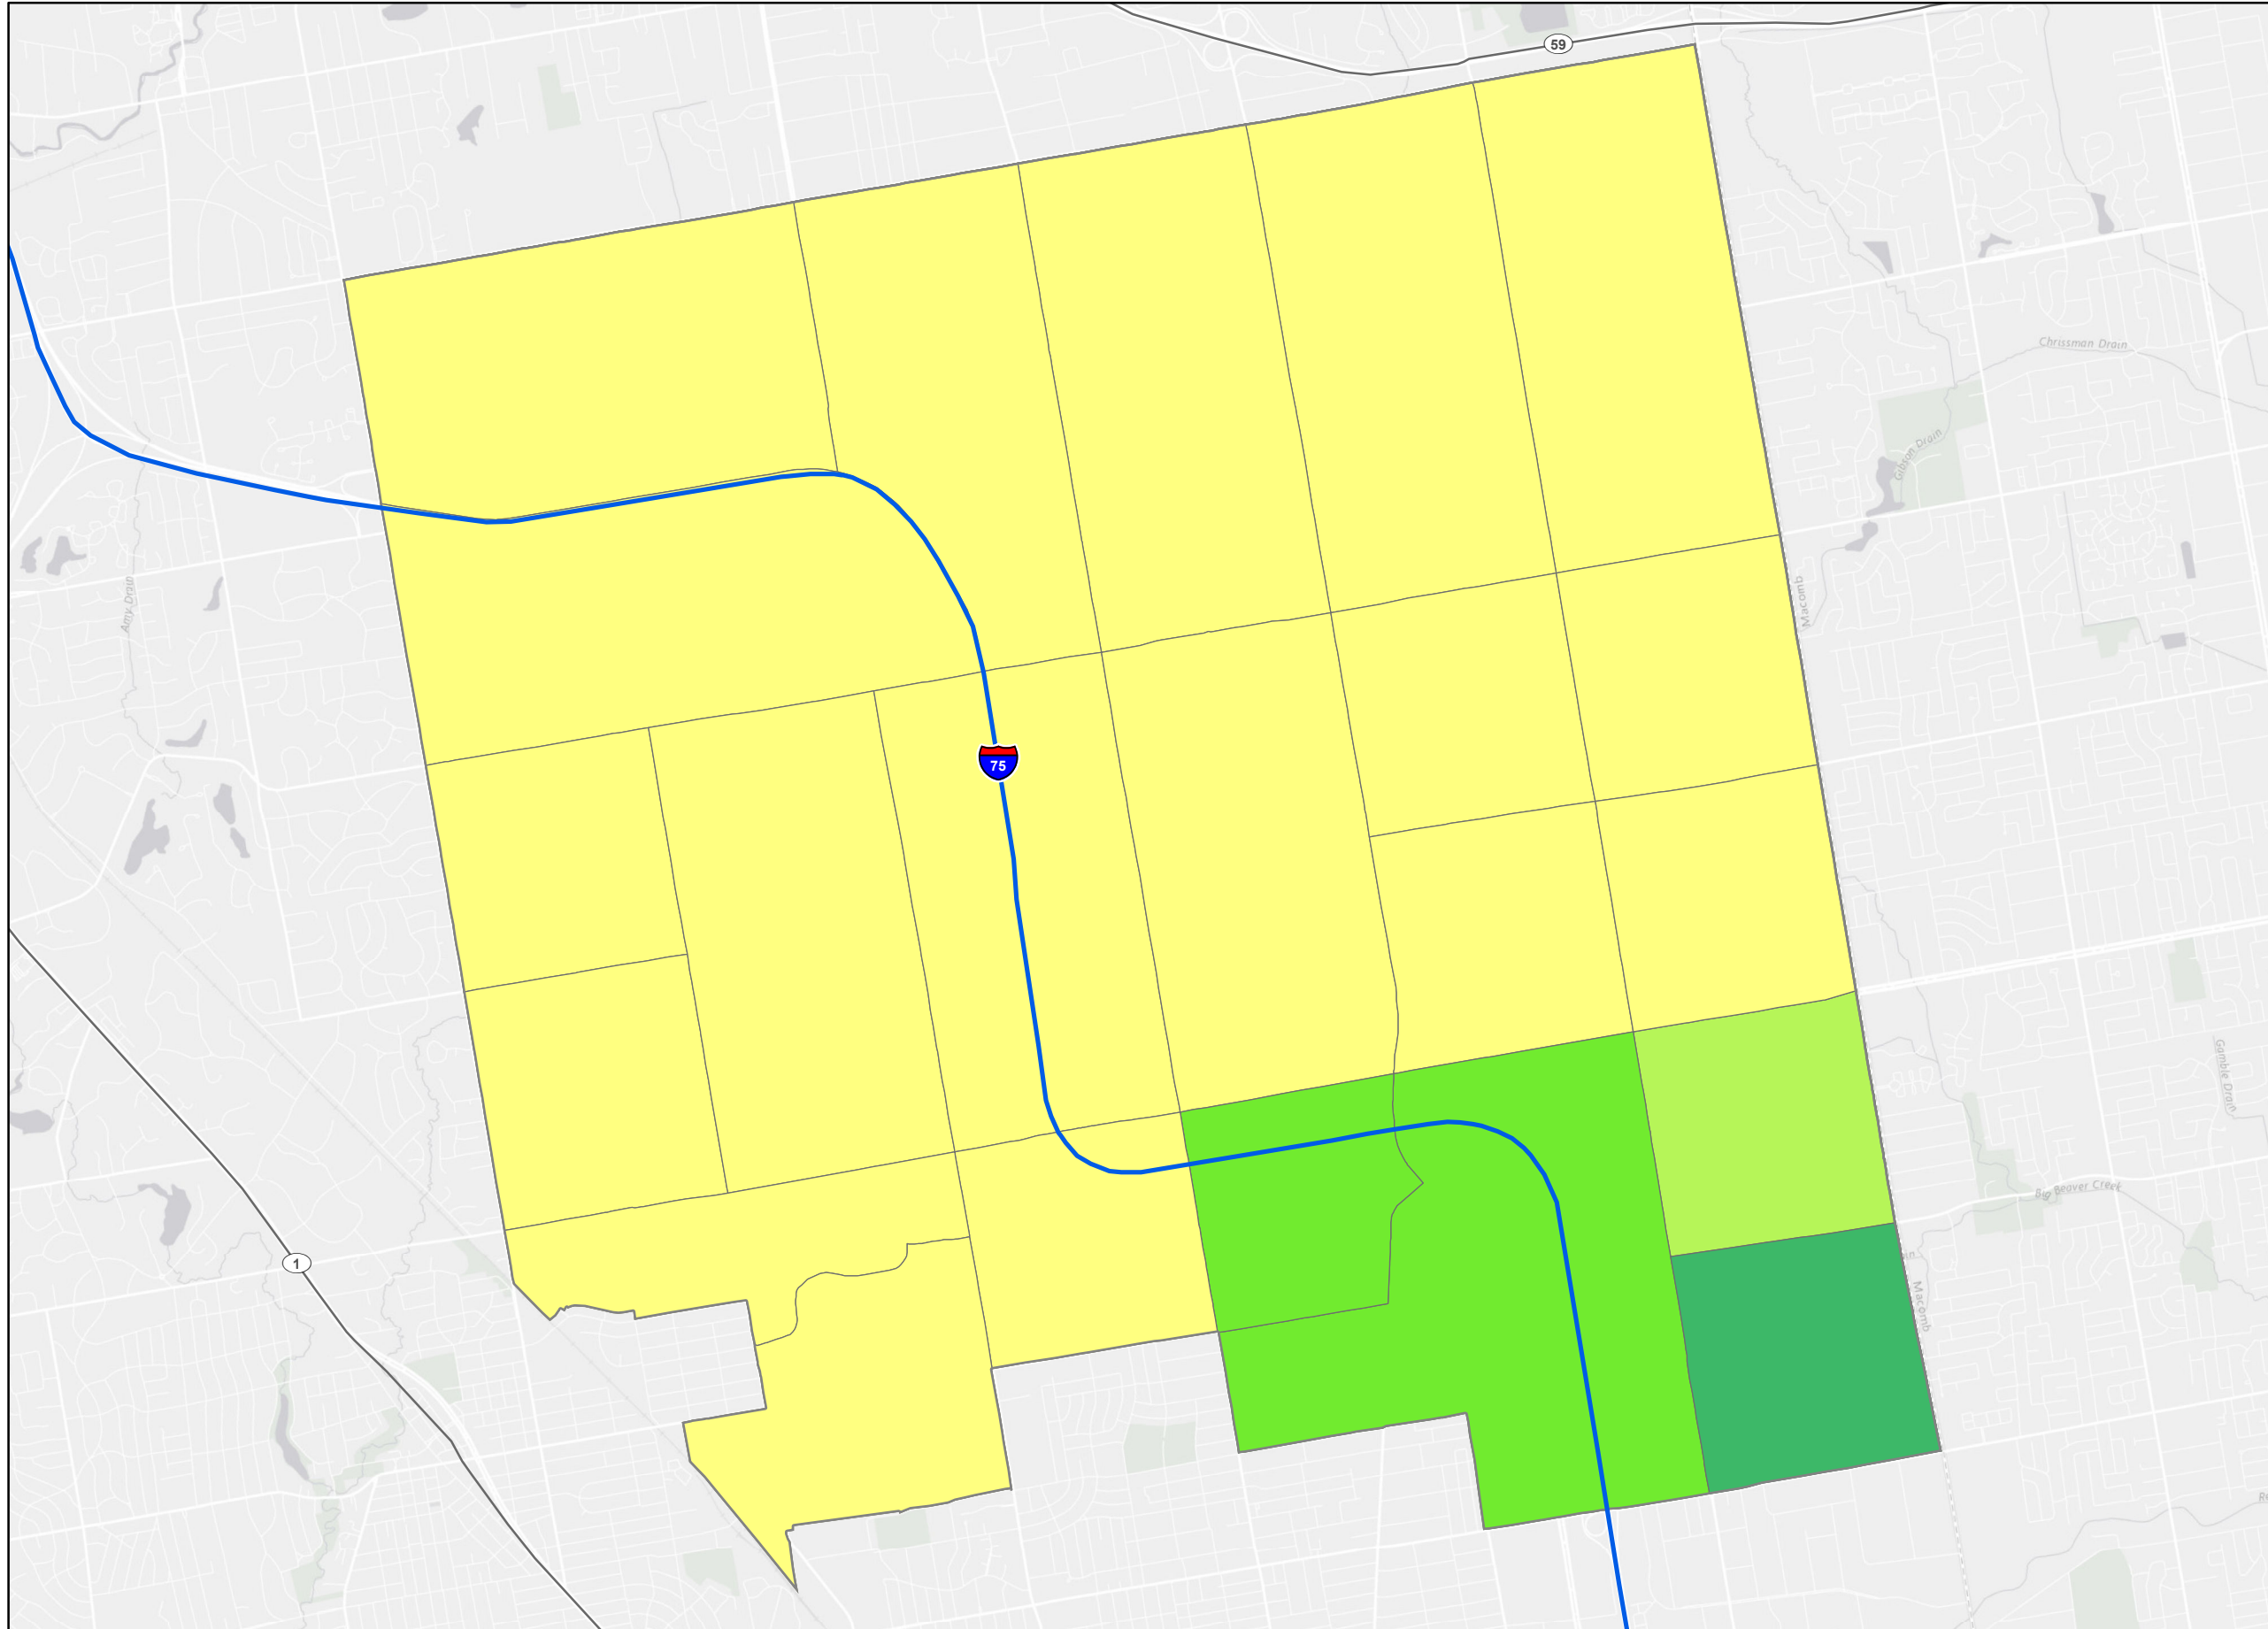 59
Chrissman Drain
Gibson Drain
Amy Drain
Macomb
75
Gamble Drain
Big Beaver Creek
1
Macomb